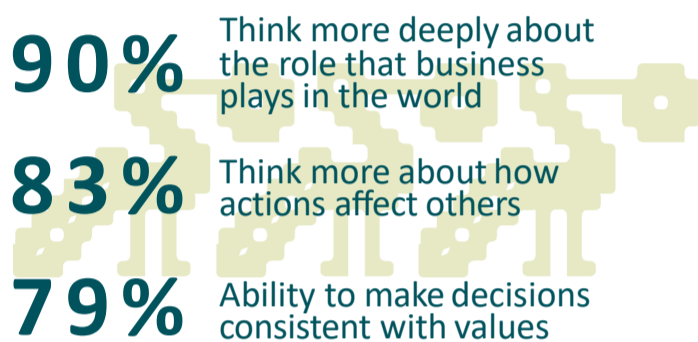 90%
Think more deeply about
the role that business
plays in the world
83%
Think more about how
actions affect others
79%
Ability to make decisions
consistent with values